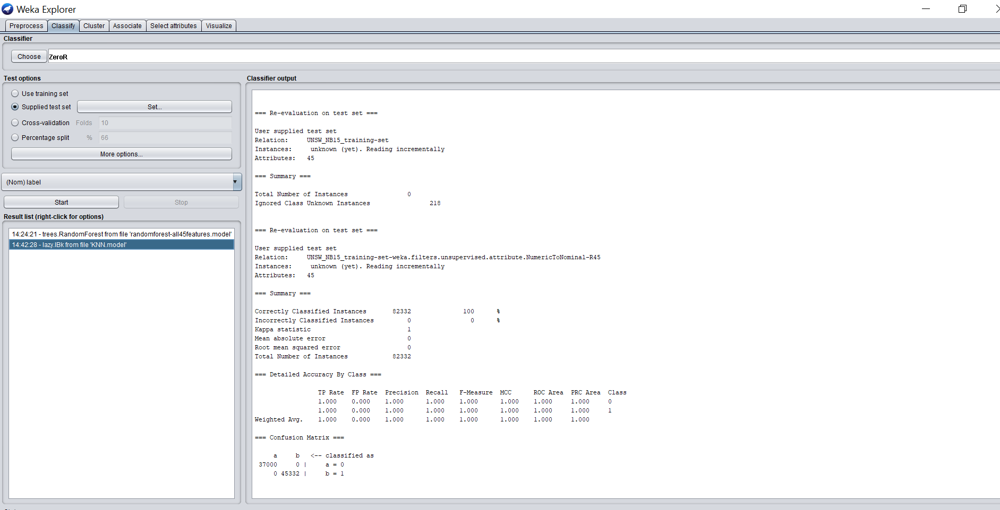 Weka Explorer
Preprocess Classify Cluster Associate Select attributes Visualize
Classifier
Choose ZeroR
Test options
Use training set
Supplied test set Set...
Cross-validation Folds 10
Percentage split % 66
More options...
(Nom) label
Start Stop
Result list (right-click for options)
14:24:21 - trees.RandomForest from file 'randomforest-all45features.model'
14:42:28 - lazy.IBk from file 'KNN.model'
Classifier output
=== Re-evaluation on test set ===
User supplied test set
Relation: UNSW_NB15_training-set
Instances: unknown (yet). Reading incrementally
Attributes: 45
=== Summary ===
Total Number of Instances 0
Ignored Class Unknown Instances 218
=== Re-evaluation on test set ===
User supplied test set
Relation: UNSW_NB15_training-set-weka.filters.unsupervised.attribute.NumericToNominal-R45
Instances: unknown (yet). Reading incrementally
Attributes: 45
=== Summary ===
Correctly Classified Instances 82332 100 %
Incorrectly Classified Instances 0 0 %
Kappa statistic 1
Mean absolute error 0
Root mean squared error 0
Total Number of Instances 82332
=== Detailed Accuracy By Class ===
TP Rate FP Rate Precision Recall F-Measure MCC ROC Area PRC Area Class
1.000 0.000 1.000 1.000 1.000 1.000 1.000 1.000 0
1.000 0.000 1.000 1.000 1.000 1.000 1.000 1.000 1
Weighted Avg. 1.000 0.000 1.000 1.000 1.000 1.000 1.000 1.000
=== Confusion Matrix ===
a b <-- classified as
37000 0 | a = 0
0 45332 | b = 1